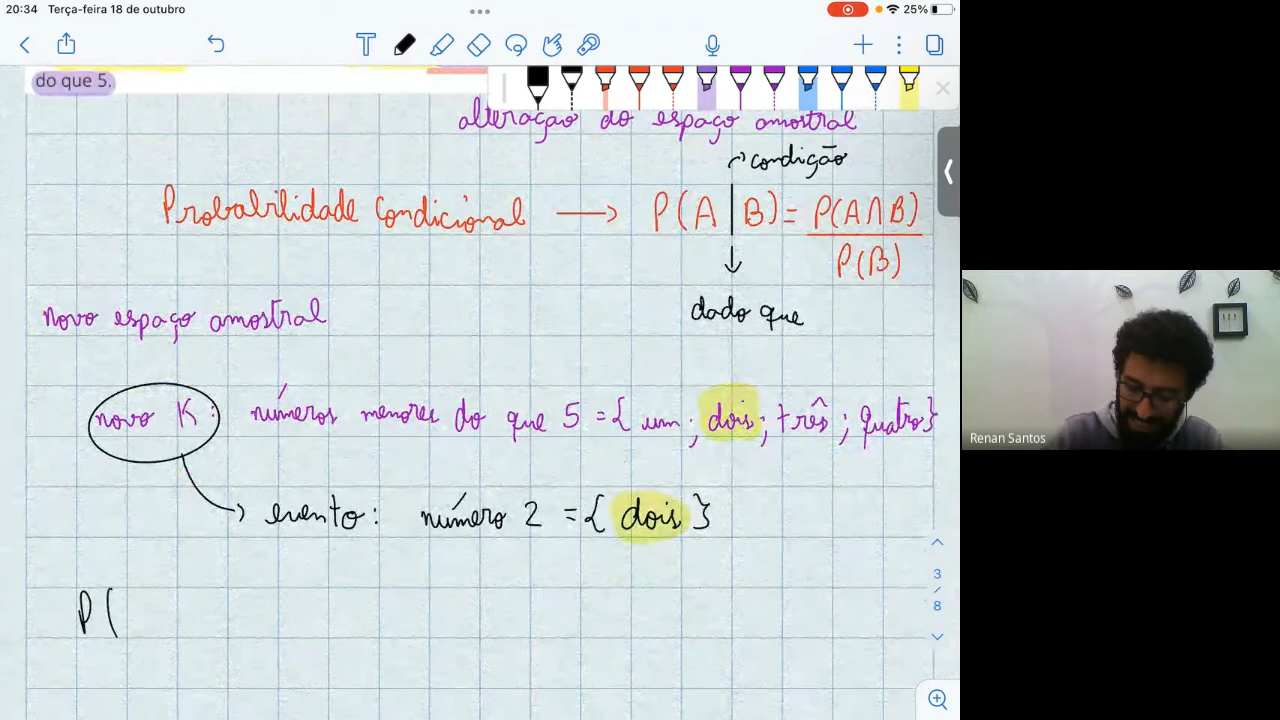 20:34 Terça-feira 18 de outubro
25%
do que 5.
alteração do espaço amostral
condição
Probabilidade Condicional → P(A|B) = P(A∩B)
P(B)
dado que
novo espaço amostral
novo K: números menores do que 5 = { um; dois; três; quatro}
evento: número 2 = { dois }
P(
3
/
8
Renan Santos